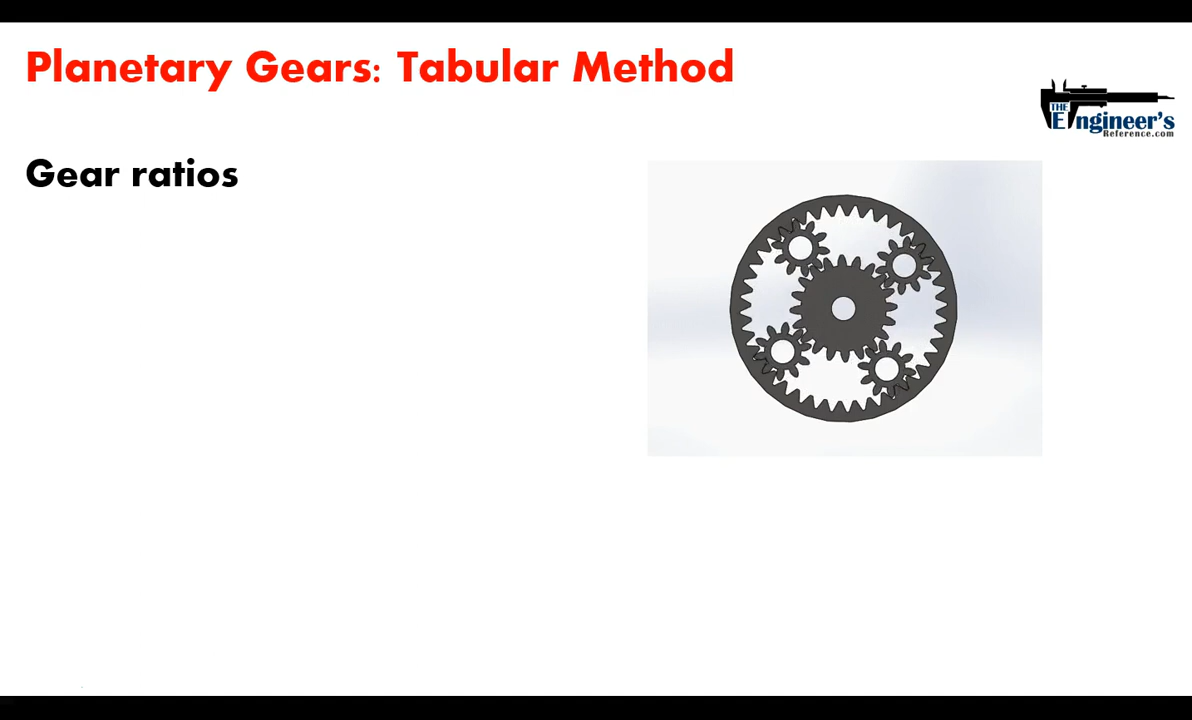 Planetary Gears: Tabular Method
THE
Engineer's
Reference.com
Gear ratios